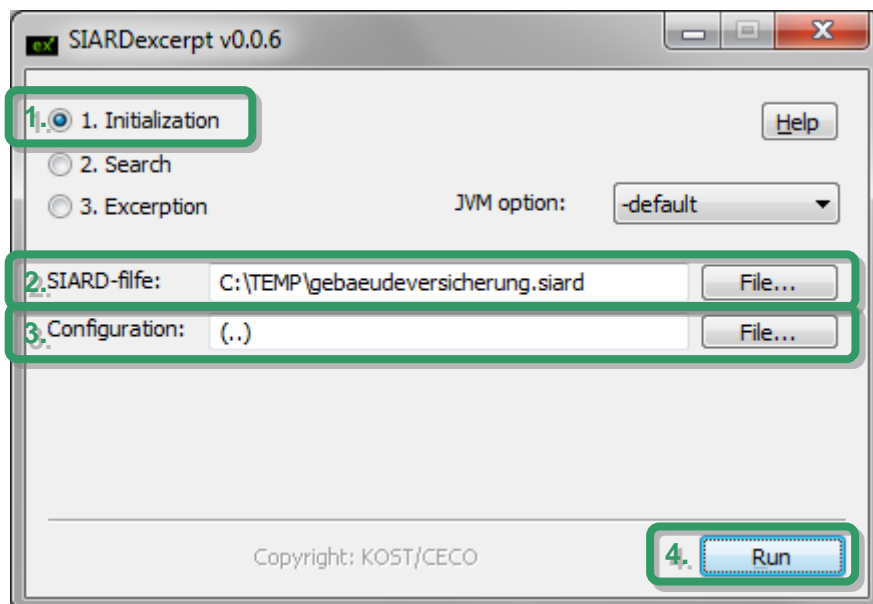 ex SIARDexcerpt v0.0.6
1. 1. Initialization
Help
2. Search
3. Excerption
JVM option: -default
2. SIARD-filfe: C:\TEMP\gebaeudeversicherung.siard File...
3. Configuration: (..) File...
Copyright: KOST/CECO
4. Run